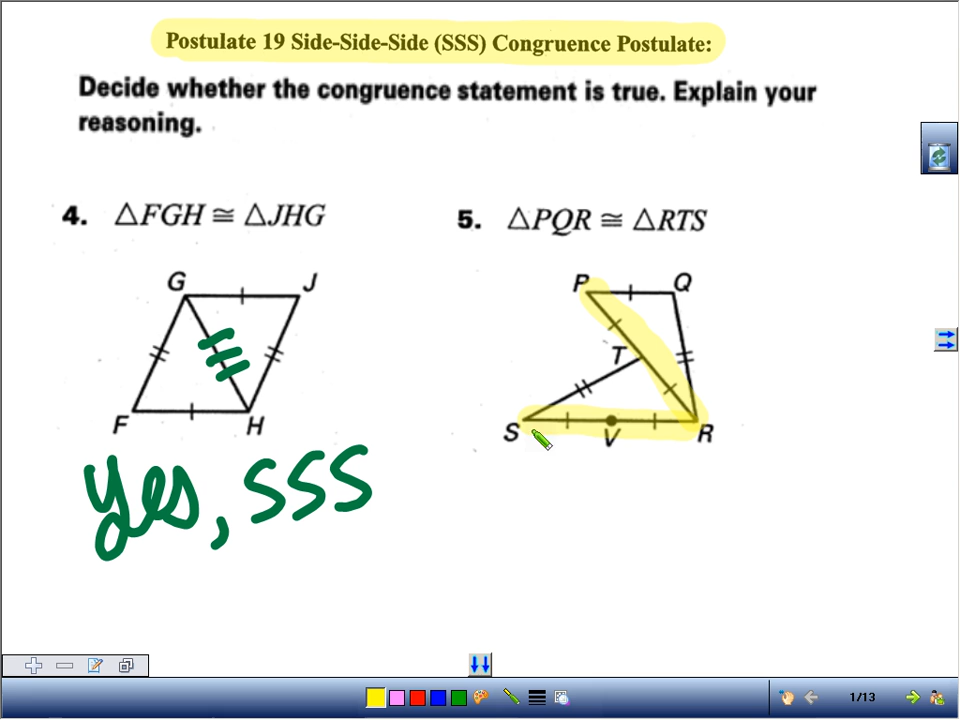 Postulate 19 Side-Side-Side (SSS) Congruence Postulate:
Decide whether the congruence statement is true. Explain your
reasoning.
4. △FGH ≅ △JHG
5. △PQR ≅ △RTS
G J
F H
P Q
T
S V R
yes, SSS
1/13